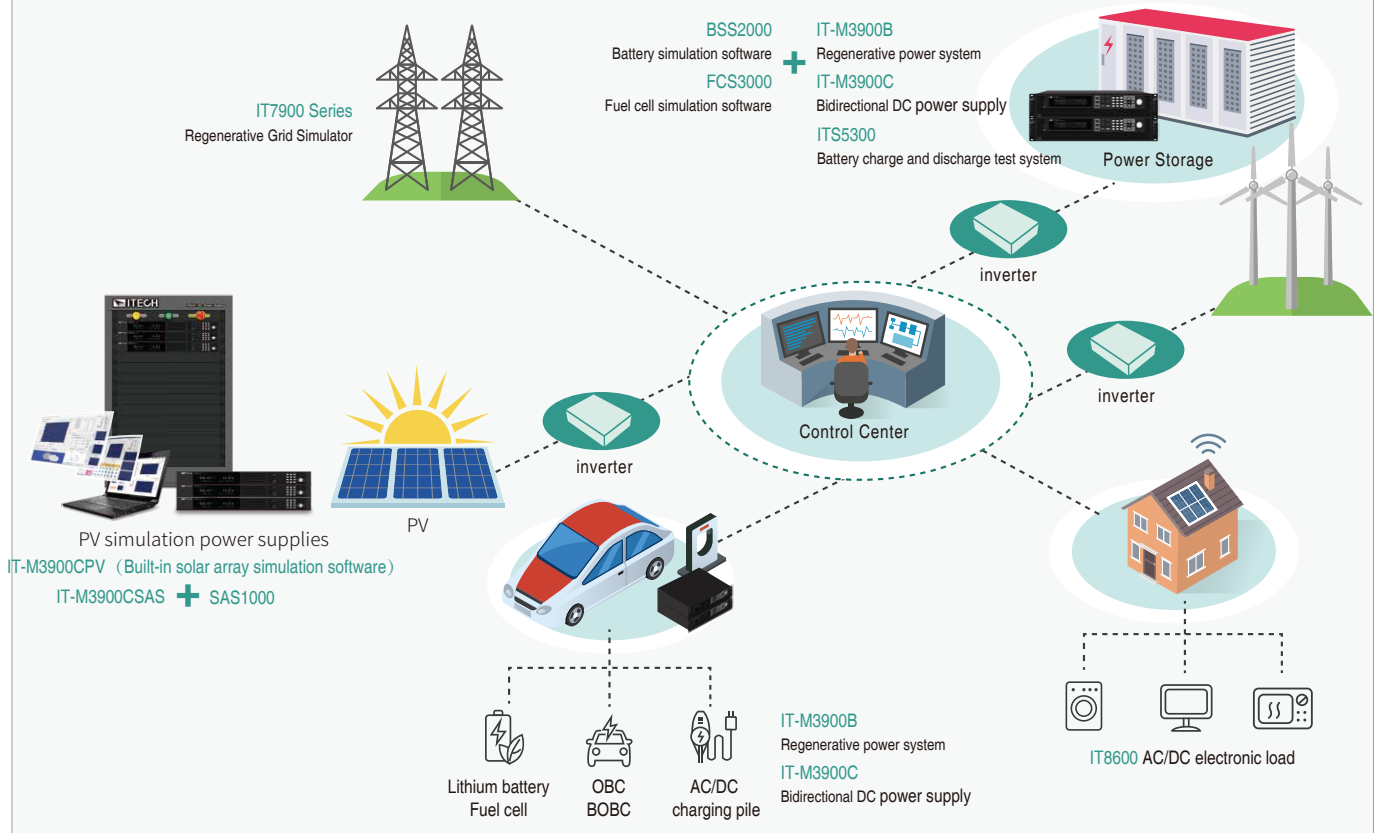 BSS2000
Battery simulation software
FCS3000
Fuel cell simulation software
+
IT-M3900B
Regenerative power system
IT-M3900C
Bidirectional DC power supply
ITS5300
Battery charge and discharge test system
Power Storage
IT7900 Series
Regenerative Grid Simulator
inverter
inverter
Control Center
ITECH
inverter
PV
PV simulation power supplies
IT-M3900CPV（Built-in solar array simulation software）
IT-M3900CSAS + SAS1000
Lithium battery
Fuel cell
OBC
BOBC
AC/DC
charging pile
IT-M3900B
Regenerative power system
IT-M3900C
Bidirectional DC power supply
IT8600 AC/DC electronic load